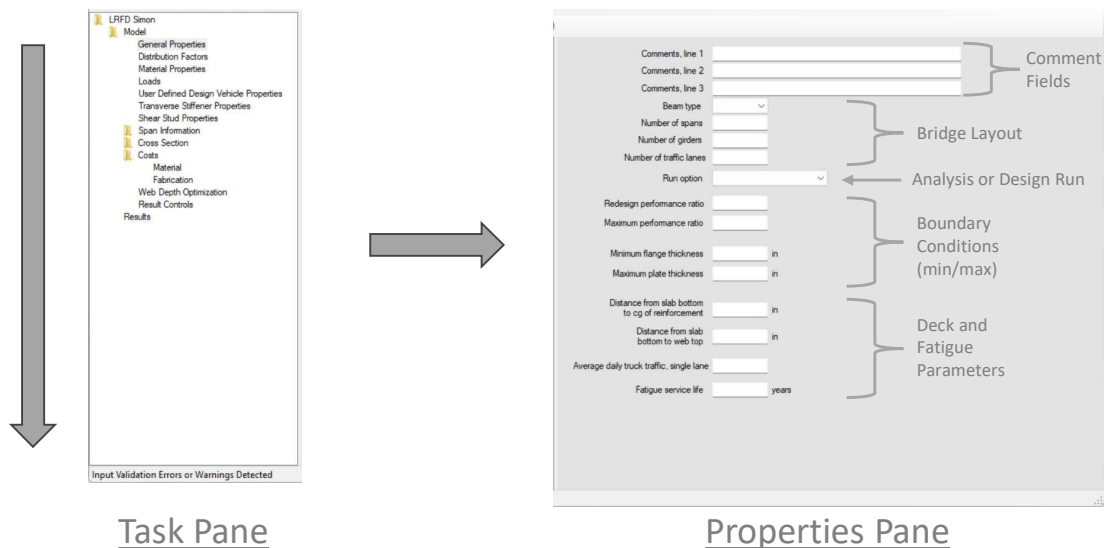 LRFD Simon
Model
General Properties
Distribution Factors
Material Properties
Loads
User Defined Design Vehicle Properties
Transverse Stiffener Properties
Shear Stud Properties
Span Information
Cross Section
Costs
Material
Fabrication
Web Depth Optimization
Result Controls
Results
Input Validation Errors or Warnings Detected
Task Pane
Comments, line 1
Comments, line 2
Comments, line 3
Comment
Fields
Beam type
Number of spans
Number of girders
Number of traffic lanes
Bridge Layout
Run option
Analysis or Design Run
Redesign performance ratio
Maximum performance ratio
Minimum flange thickness in
Maximum plate thickness in
Boundary
Conditions
(min/max)
Distance from slab bottom
to cg of reinforcement in
Distance from slab
bottom to web top in
Average daily truck traffic, single lane
Fatigue service life years
Deck and
Fatigue
Parameters
Properties Pane